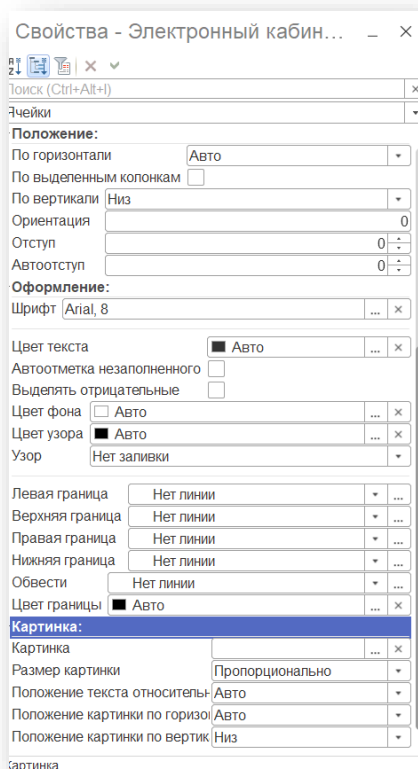 Свойства - Электронный кабин...
Поиск (Ctrl+Alt+I)
Ячейки
Положение:
По горизонтали Авто
По выделенным колонкам
По вертикали Низ
Ориентация 0
Отступ 0
Автоотступ 0
Оформление:
Шрифт Arial, 8
Цвет текста Авто
Автоотметка незаполненного
Выделять отрицательные
Цвет фона Авто
Цвет узора Авто
Узор Нет заливки
Левая граница Нет линии
Верхняя граница Нет линии
Правая граница Нет линии
Нижняя граница Нет линии
Обвести Нет линии
Цвет границы Авто
Картинка:
Картинка
Размер картинки Пропорционально
Положение текста относительн Авто
Положение картинки по горизо Авто
Положение картинки по вертик Низ
Картинка